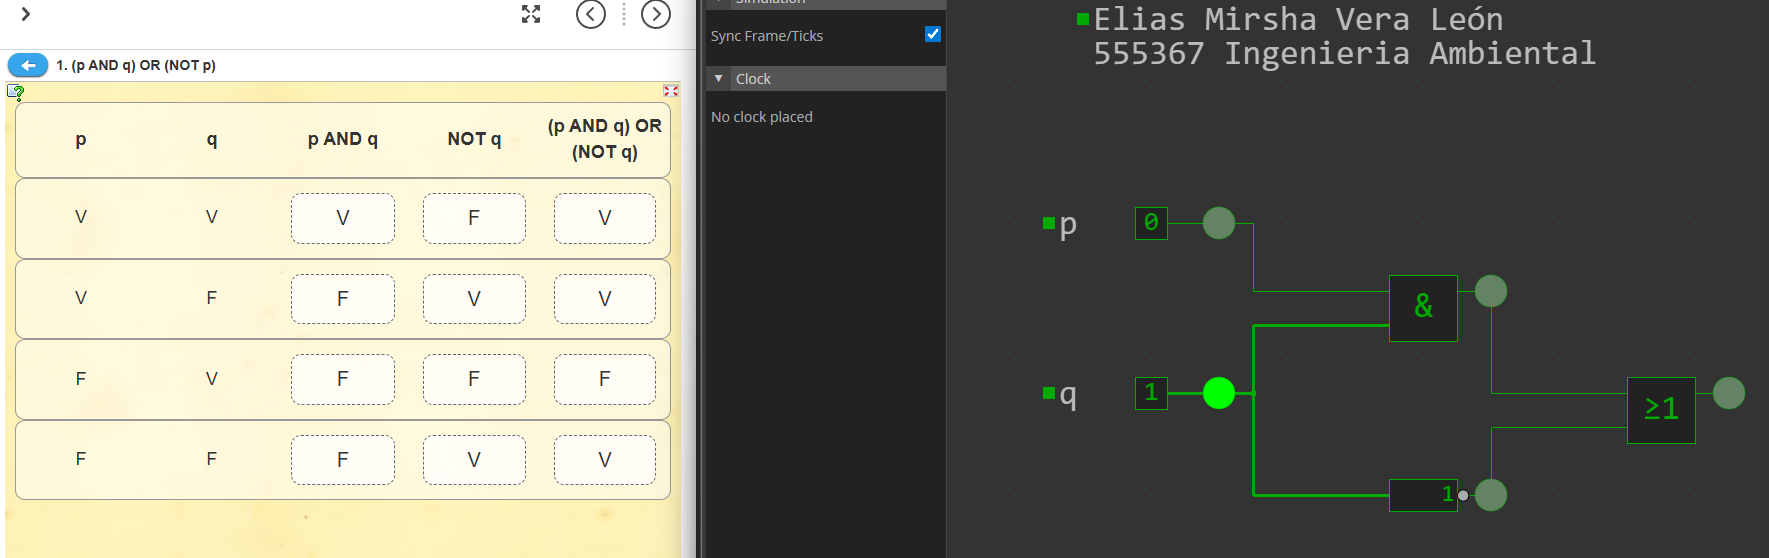 1. (p AND q) OR (NOT p)
p q p AND q NOT q (p AND q) OR
(NOT q)
V V V F V
V F F V V
F V F F F
F F F V V
Simulation
Sync Frame/Ticks
Clock
No clock placed
Elias Mirsha Vera León
555367 Ingenieria Ambiental
p 0
&
q 1
≥1
1